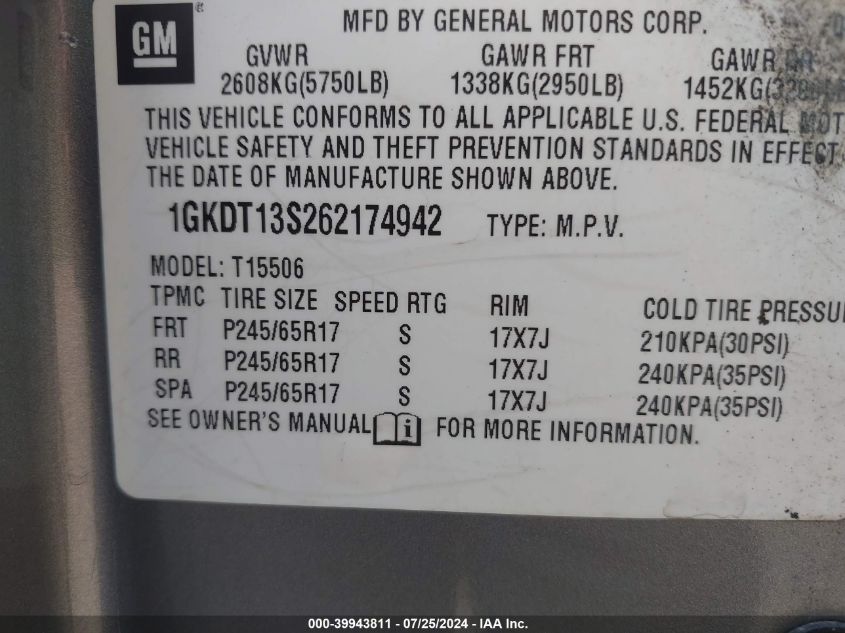 GM®
MFD BY GENERAL MOTORS CORP.
GVWR GAWR FRT GAWR
2608KG(5750LB) 1338KG(2950LB) 1452KG
THIS VEHICLE CONFORMS TO ALL APPLICABLE U.S. FEDERAL MOT
VEHICLE SAFETY AND THEFT PREVENTION STANDARDS IN EFFECT
THE DATE OF MANUFACTURE SHOWN ABOVE.
1GKDT13S262174942 TYPE: M.P.V.
MODEL: T15506
TPMC TIRE SIZE SPEED RTG RIM COLD TIRE PRESSU
FRT P245/65R17 S 17X7J 210KPA(30PSI)
RR P245/65R17 S 17X7J 240KPA(35PSI)
SPA P245/65R17 S 17X7J 240KPA(35PSI)
SEE OWNER'S MANUAL i FOR MORE INFORMATION.
000-39943811 - 07/25/2024 - IAA Inc.